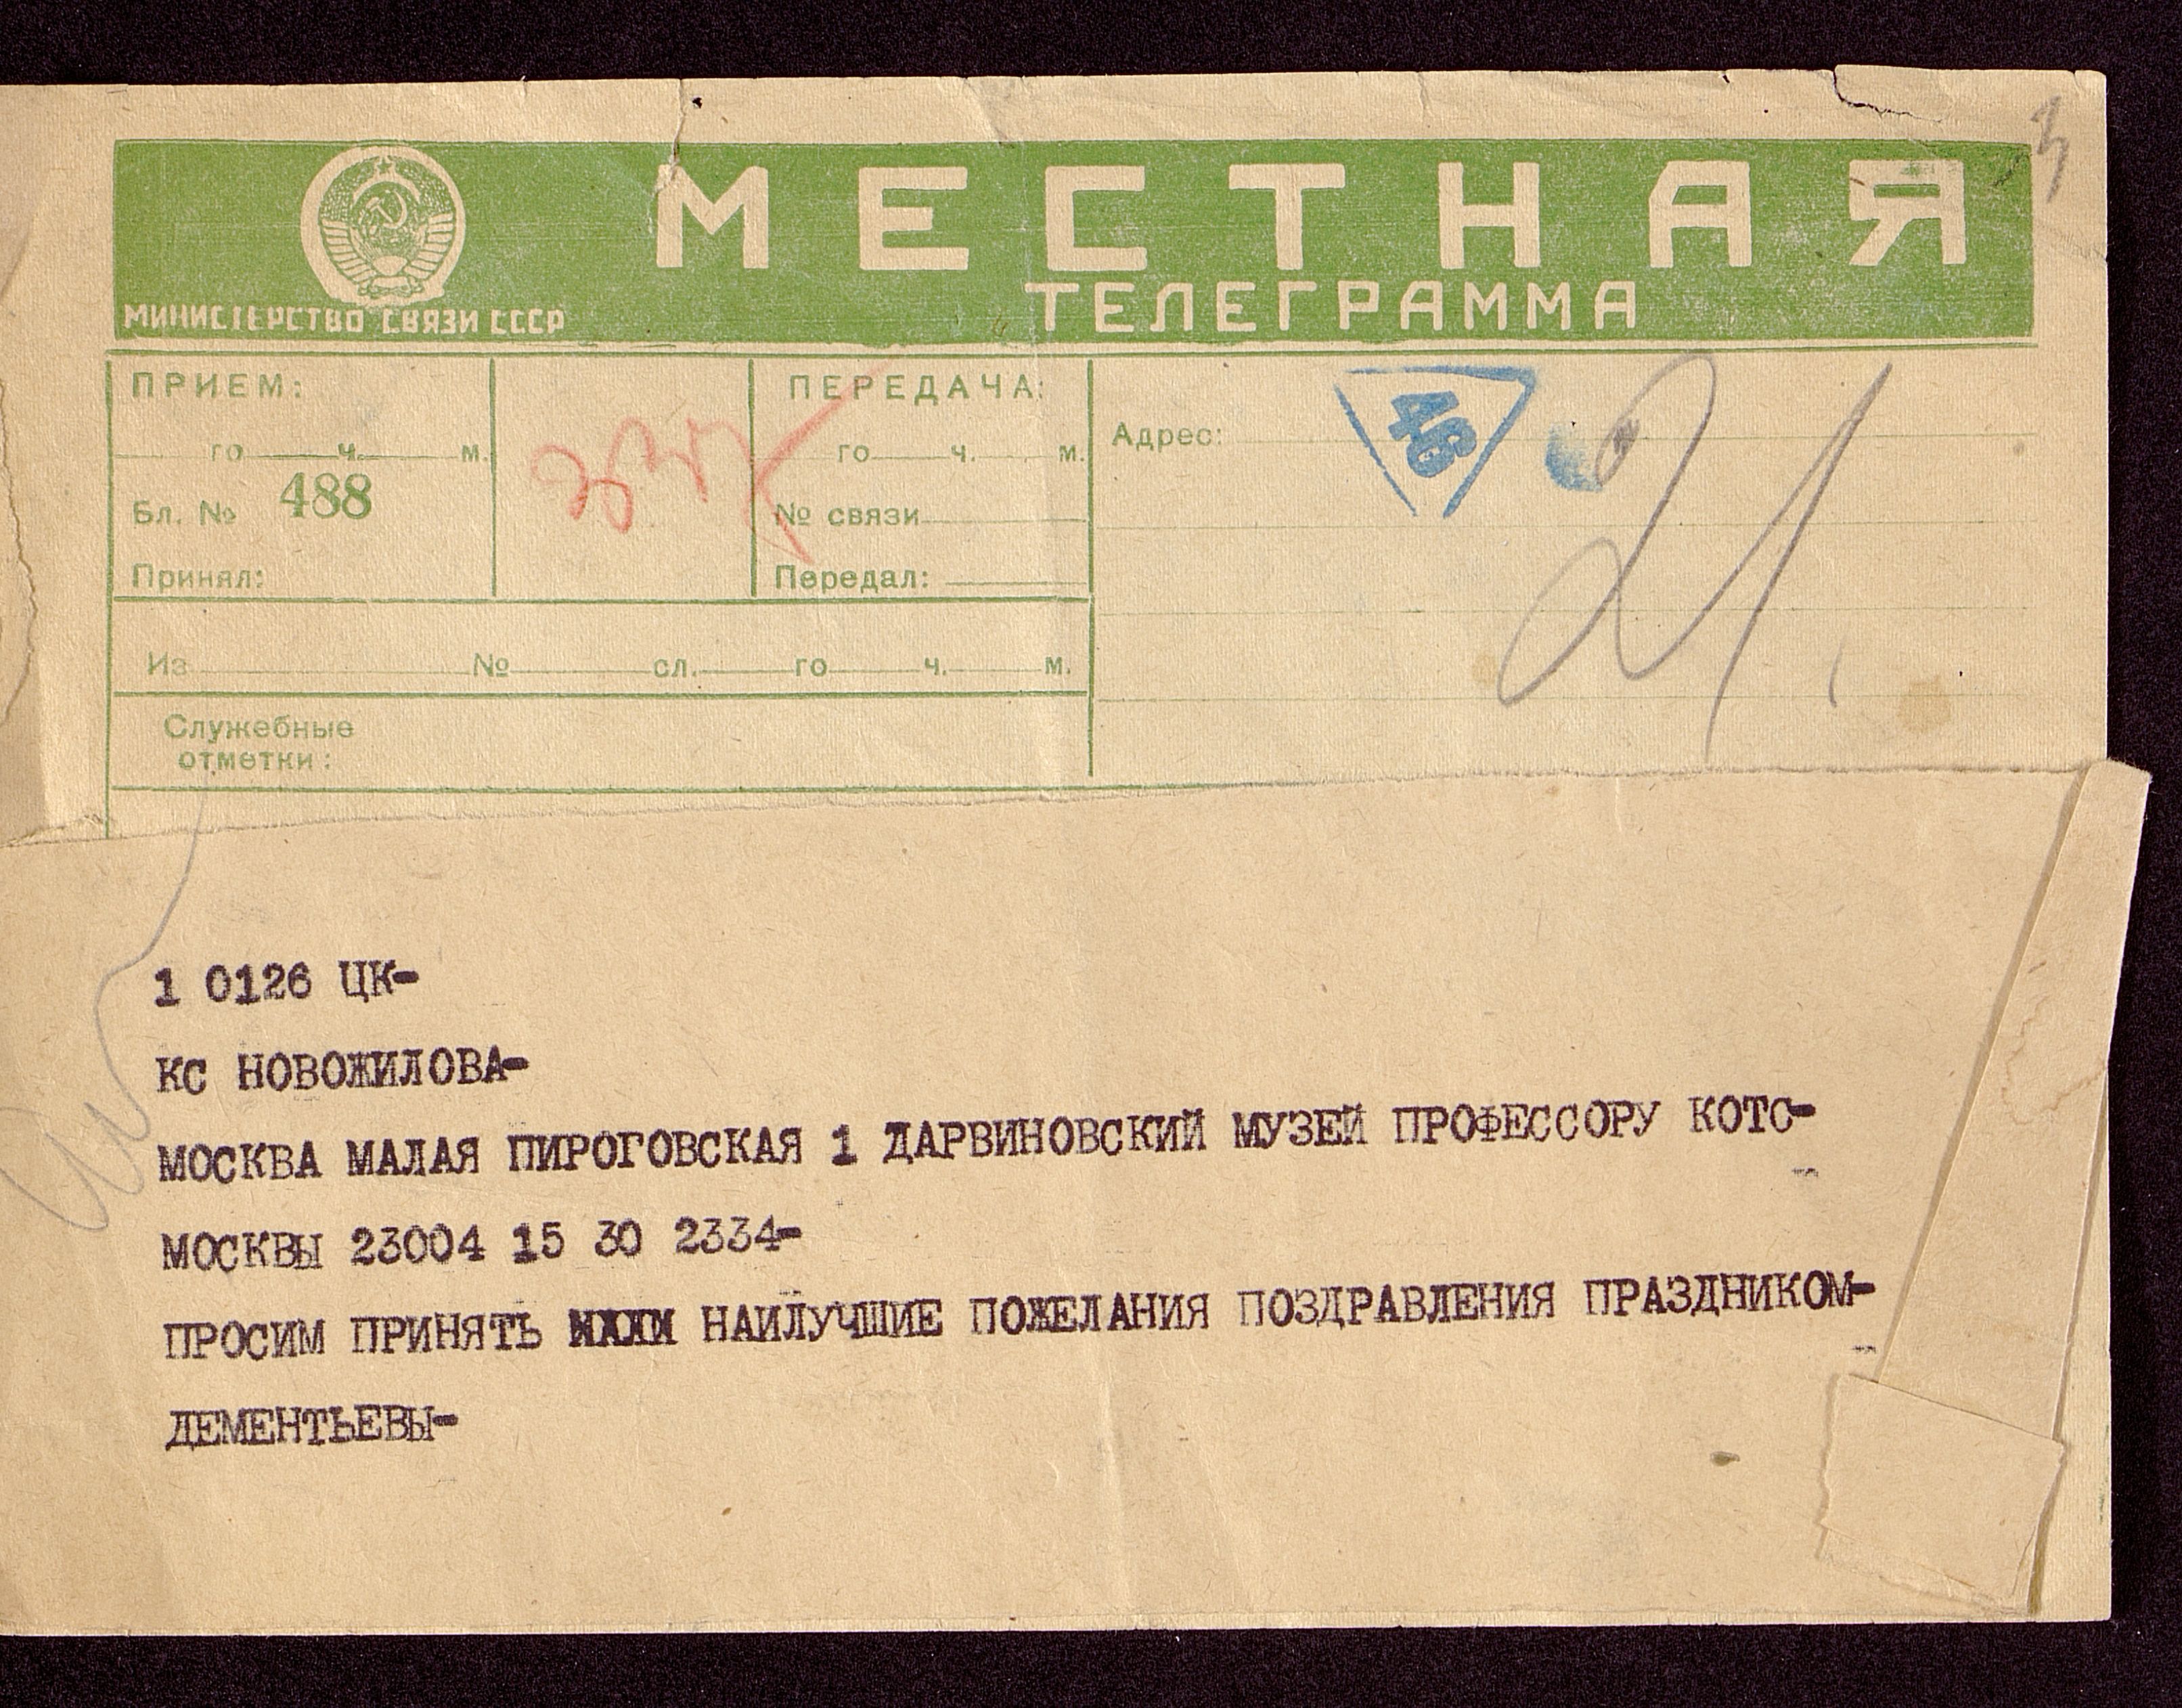 МЕСТНАЯ
ТЕЛЕГРАММА
МИНИСТЕРСТВО СВЯЗИ СССР
ПРИЕМ:
го ч. м.
Бл. № 488
Принял:
ПЕРЕДАЧА:
го ч. м.
№ связи
Передал:
Адрес:
46
21
Из № сл. го ч. м.
Служебные
отметки:
1 0126 ЦК-
КС НОВОЖИЛОВА-
МОСКВА МАЛАЯ ПИРОГОВСКАЯ 1 ДАРВИНОВСКИЙ МУЗЕЙ ПРОФЕССОРУ КОТС-
МОСКВЫ 23004 15 30 2334-
ПРОСИМ ПРИНЯТЬ НАИЛУЧШИЕ ПОЖЕЛАНИЯ ПОЗДРАВЛЕНИЯ ПРАЗДНИКОМ-
ДЕМЕНТЬЕВЫ-